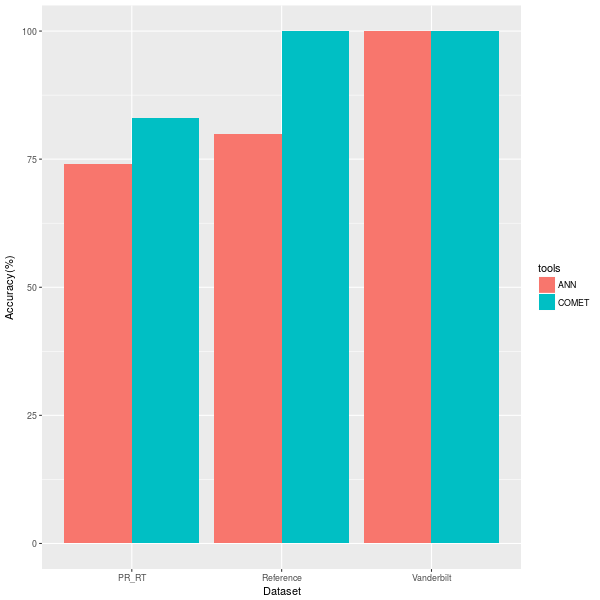 100
75
50
25
0
Accuracy(%)
PR_RT Reference Vanderbilt
Dataset
tools
ANN
COMET